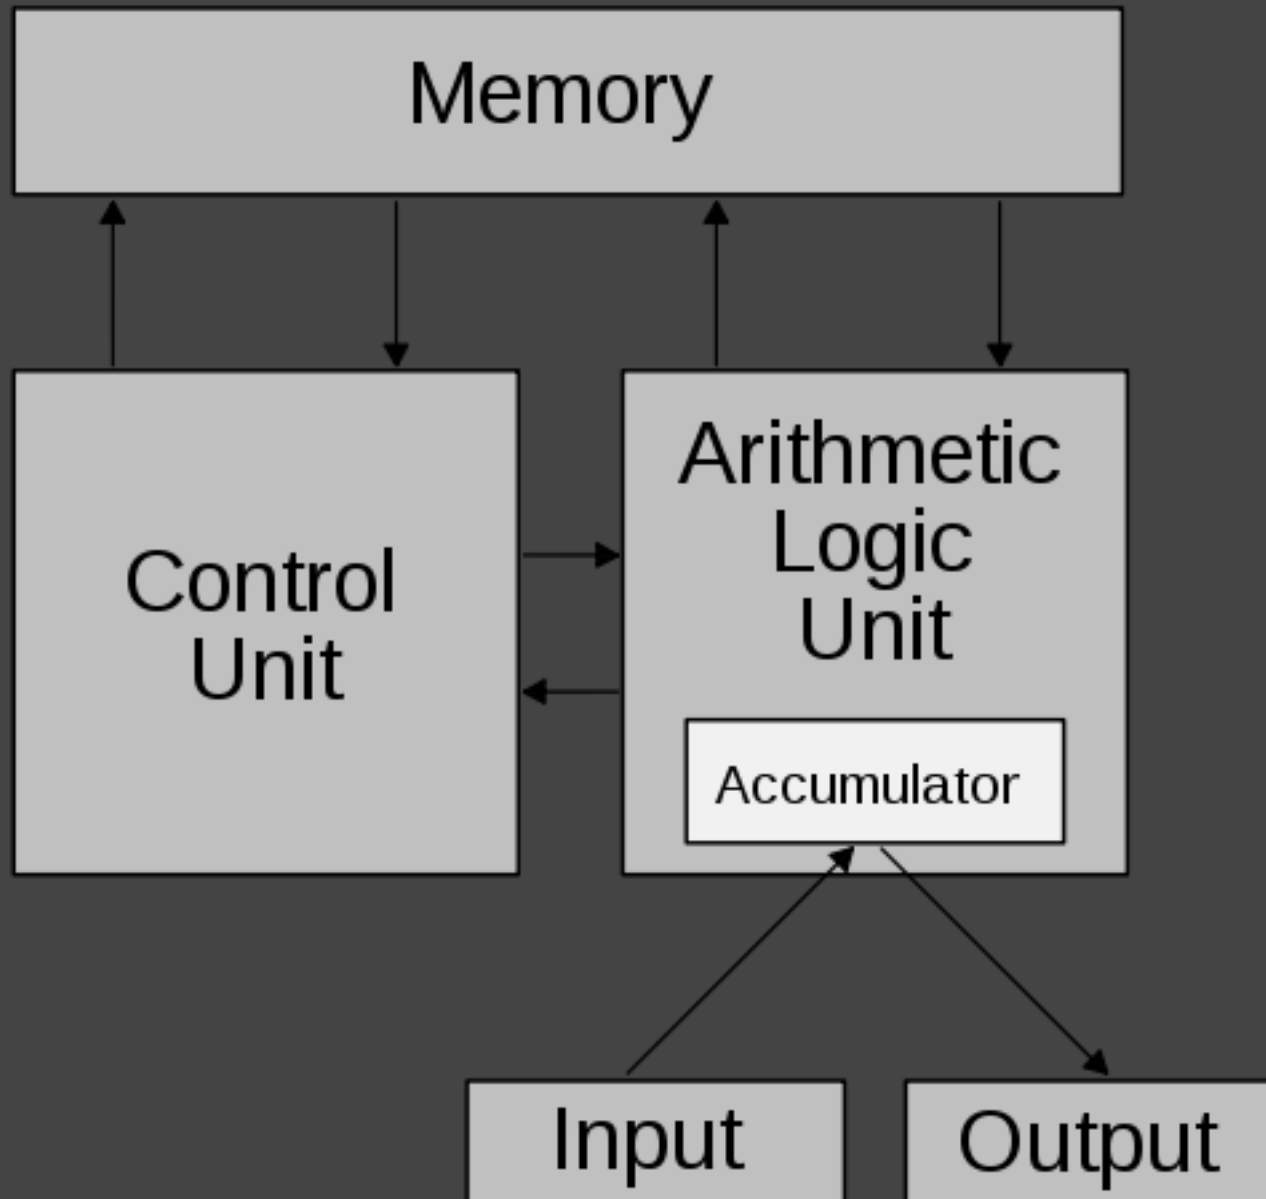 Memory
Control
Unit
Arithmetic
Logic
Unit
Accumulator
Input
Output